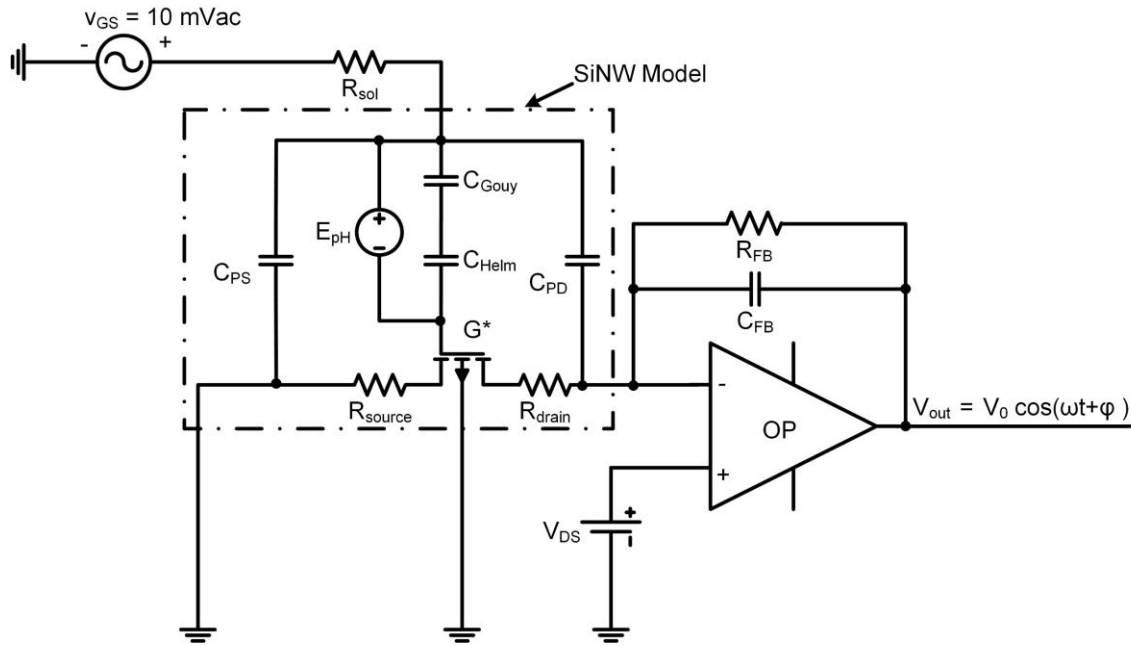 vGS = 10 mVac
- +
Rsol
SiNW Model
CGouy
EpH
+
-
CHelm
CPS
CPD
G*
Rsource
Rdrain
RFB
CFB
-
OP
+
Vout = V0 cos(ωt+φ )
VDS
+
-